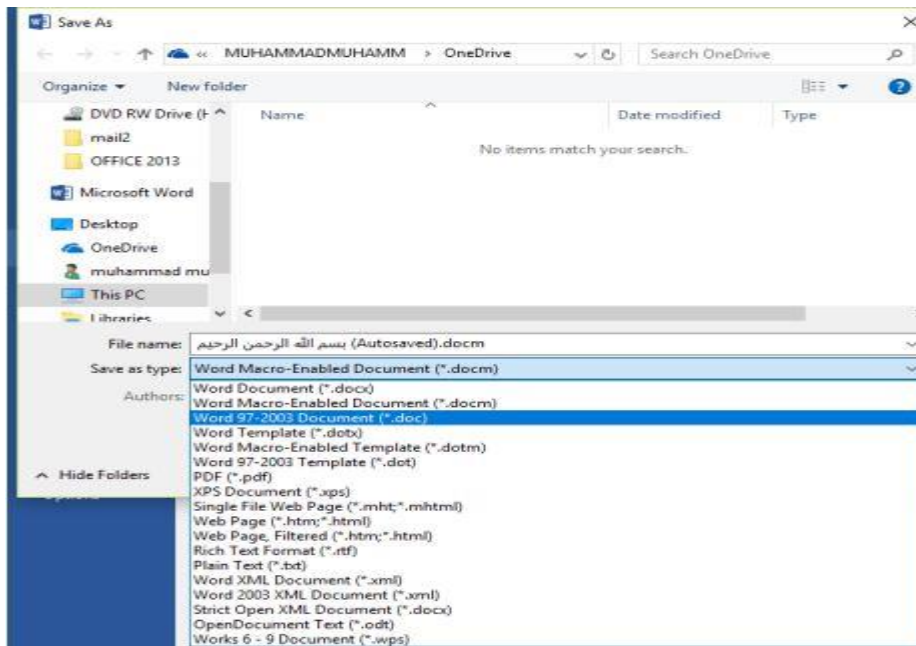 Save As
« MUHAMMADMUHAMM > OneDrive
Search OneDrive
Organize
New folder
DVD RW Drive (H
mail2
OFFICE 2013
Microsoft Word
Desktop
OneDrive
muhammad mu
This PC
Libraries
Name
Date modified
Type
No items match your search.
File name: بسم الله الرحمن الرحيم (Autosaved).docm
Save as type: Word Macro-Enabled Document (*.docm)
Authors:
Word Document (*.docx)
Word Macro-Enabled Document (*.docm)
Word 97-2003 Document (*.doc)
Word Template (*.dotx)
Word Macro-Enabled Template (*.dotm)
Word 97-2003 Template (*.dot)
PDF (*.pdf)
XPS Document (*.xps)
Single File Web Page (*.mht;*.mhtml)
Web Page (*.htm;*.html)
Web Page, Filtered (*.htm;*.html)
Rich Text Format (*.rtf)
Plain Text (*.txt)
Word XML Document (*.xml)
Word 2003 XML Document (*.xml)
Strict Open XML Document (*.docx)
OpenDocument Text (*.odt)
Works 6 - 9 Document (*.wps)
Hide Folders